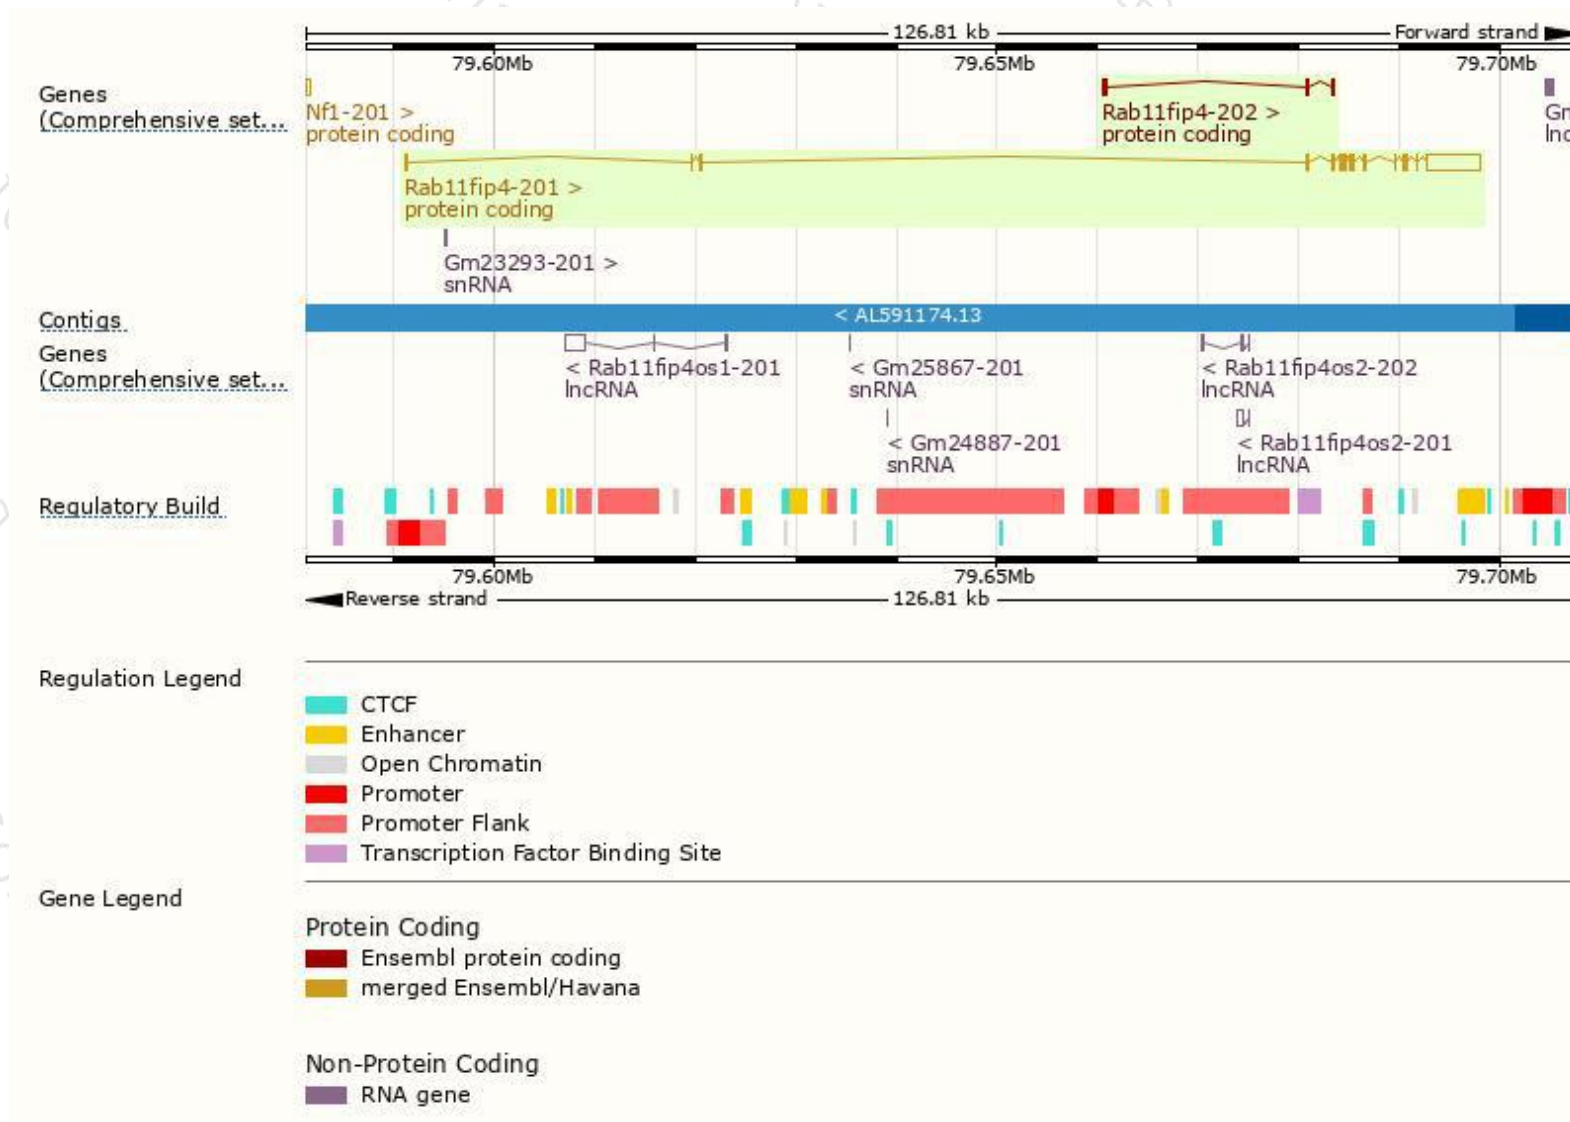 126.81 kb
Forward strand
79.60Mb
79.65Mb
79.70Mb
Genes
(Comprehensive set...
Nf1-201 >
protein coding
Rab11fip4-202 >
protein coding
Gm
lnc
Rab11fip4-201 >
protein coding
Gm23293-201 >
snRNA
Contigs
< AL591174.13
Genes
(Comprehensive set...
< Rab11fip4os1-201
lncRNA
< Gm25867-201
snRNA
< Rab11fip4os2-202
lncRNA
< Gm24887-201
snRNA
< Rab11fip4os2-201
lncRNA
Regulatory Build
79.60Mb
79.65Mb
79.70Mb
Reverse strand
126.81 kb
Regulation Legend
CTCF
Enhancer
Open Chromatin
Promoter
Promoter Flank
Transcription Factor Binding Site
Gene Legend
Protein Coding
Ensembl protein coding
merged Ensembl/Havana
Non-Protein Coding
RNA gene